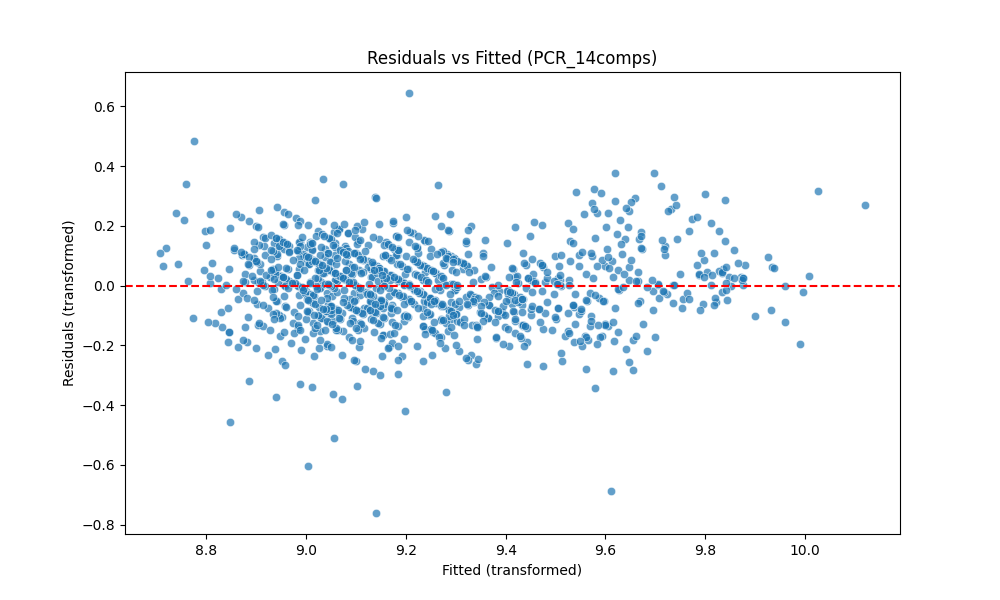 Residuals vs Fitted (PCR_14comps)
Residuals (transformed)
0.6
0.4
0.2
0.0
−0.2
−0.4
−0.6
−0.8
8.8 9.0 9.2 9.4 9.6 9.8 10.0
Fitted (transformed)